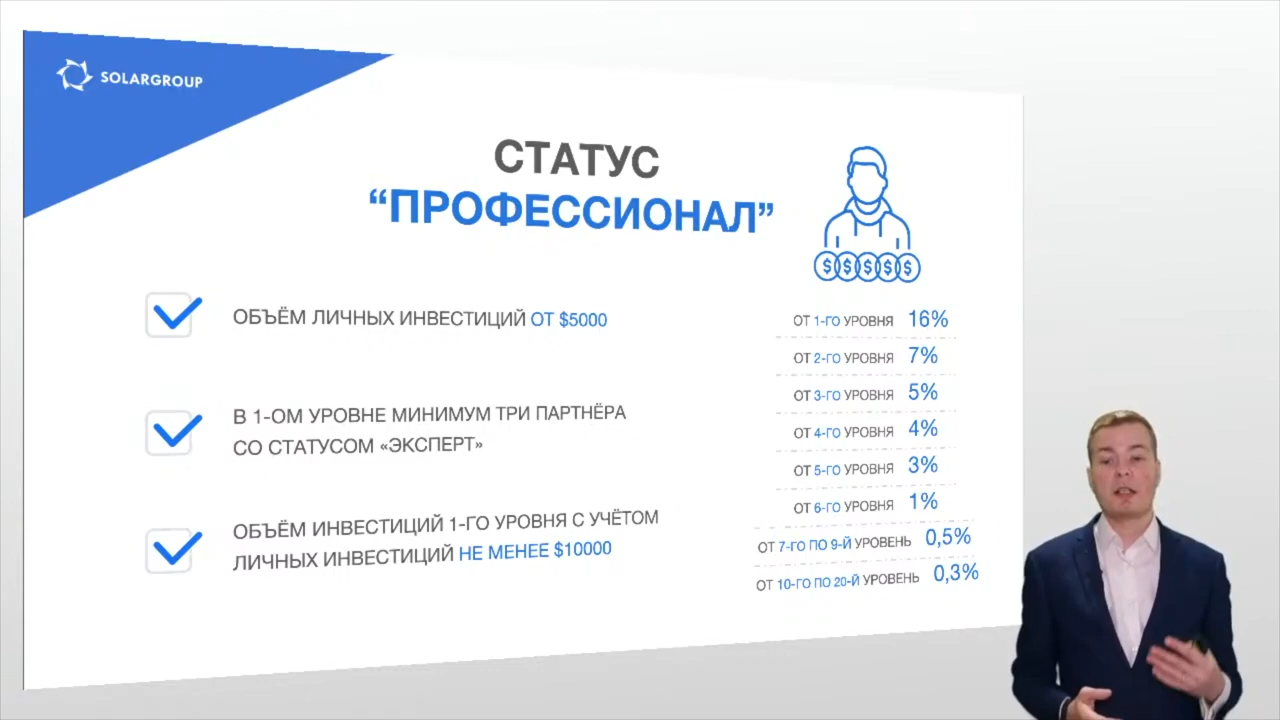 SOLARGROUP
СТАТУС
“ПРОФЕССИОНАЛ”
ОБЪЁМ ЛИЧНЫХ ИНВЕСТИЦИЙ ОТ $5000
В 1-ОМ УРОВНЕ МИНИМУМ ТРИ ПАРТНЁРА
СО СТАТУСОМ «ЭКСПЕРТ»
ОБЪЁМ ИНВЕСТИЦИЙ 1-ГО УРОВНЯ С УЧЁТОМ
ЛИЧНЫХ ИНВЕСТИЦИЙ НЕ МЕНЕЕ $10000
$ $ $ $ $
ОТ 1-ГО УРОВНЯ 16%
ОТ 2-ГО УРОВНЯ 7%
ОТ 3-ГО УРОВНЯ 5%
ОТ 4-ГО УРОВНЯ 4%
ОТ 5-ГО УРОВНЯ 3%
ОТ 6-ГО УРОВНЯ 1%
ОТ 7-ГО ПО 9-Й УРОВЕНЬ 0,5%
ОТ 10-ГО ПО 20-Й УРОВЕНЬ 0,3%